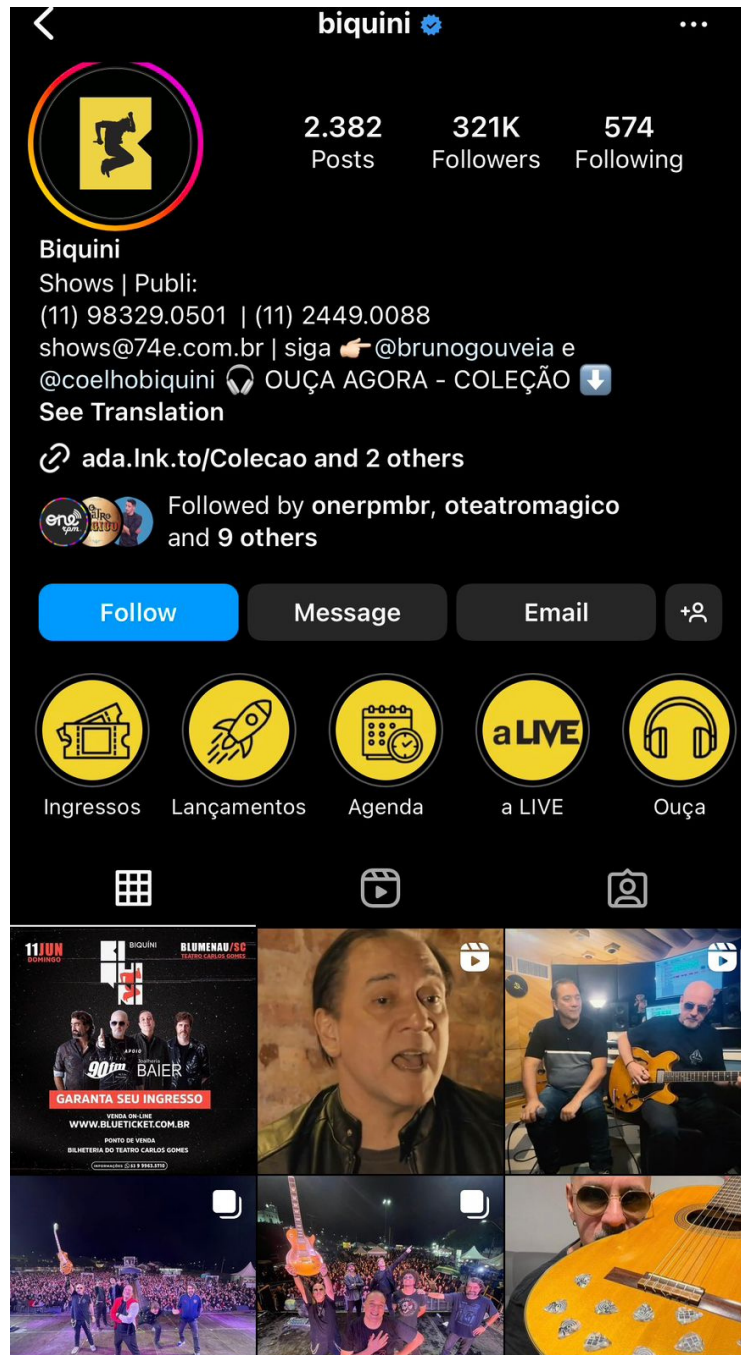 biquini
2.382 321K 574
Posts Followers Following
Biquini
Shows | Publi:
(11) 98329.0501 | (11) 2449.0088
shows@74e.com.br | siga 👉🏻@brunogouveia e
@coelhobiquini 🎧 OUÇA AGORA - COLEÇÃO ⬇️
See Translation
ada.lnk.to/Colecao and 2 others
one rpm
Followed by onerpmbr, oteatromagico
and 9 others
Follow Message Email
a LIVE
Ingressos Lançamentos Agenda a LIVE Ouça
11JUN
DOMINGO
BIQUÍNI
BLUMENAU/SC
TEATRO CARLOS GOMES
APOIO
90fm
BAIER
GARANTA SEU INGRESSO
VENDA ON-LINE
WWW.BLUETICKET.COM.BR
PONTO DE VENDA
BILHETERIA DO TEATRO CARLOS GOMES